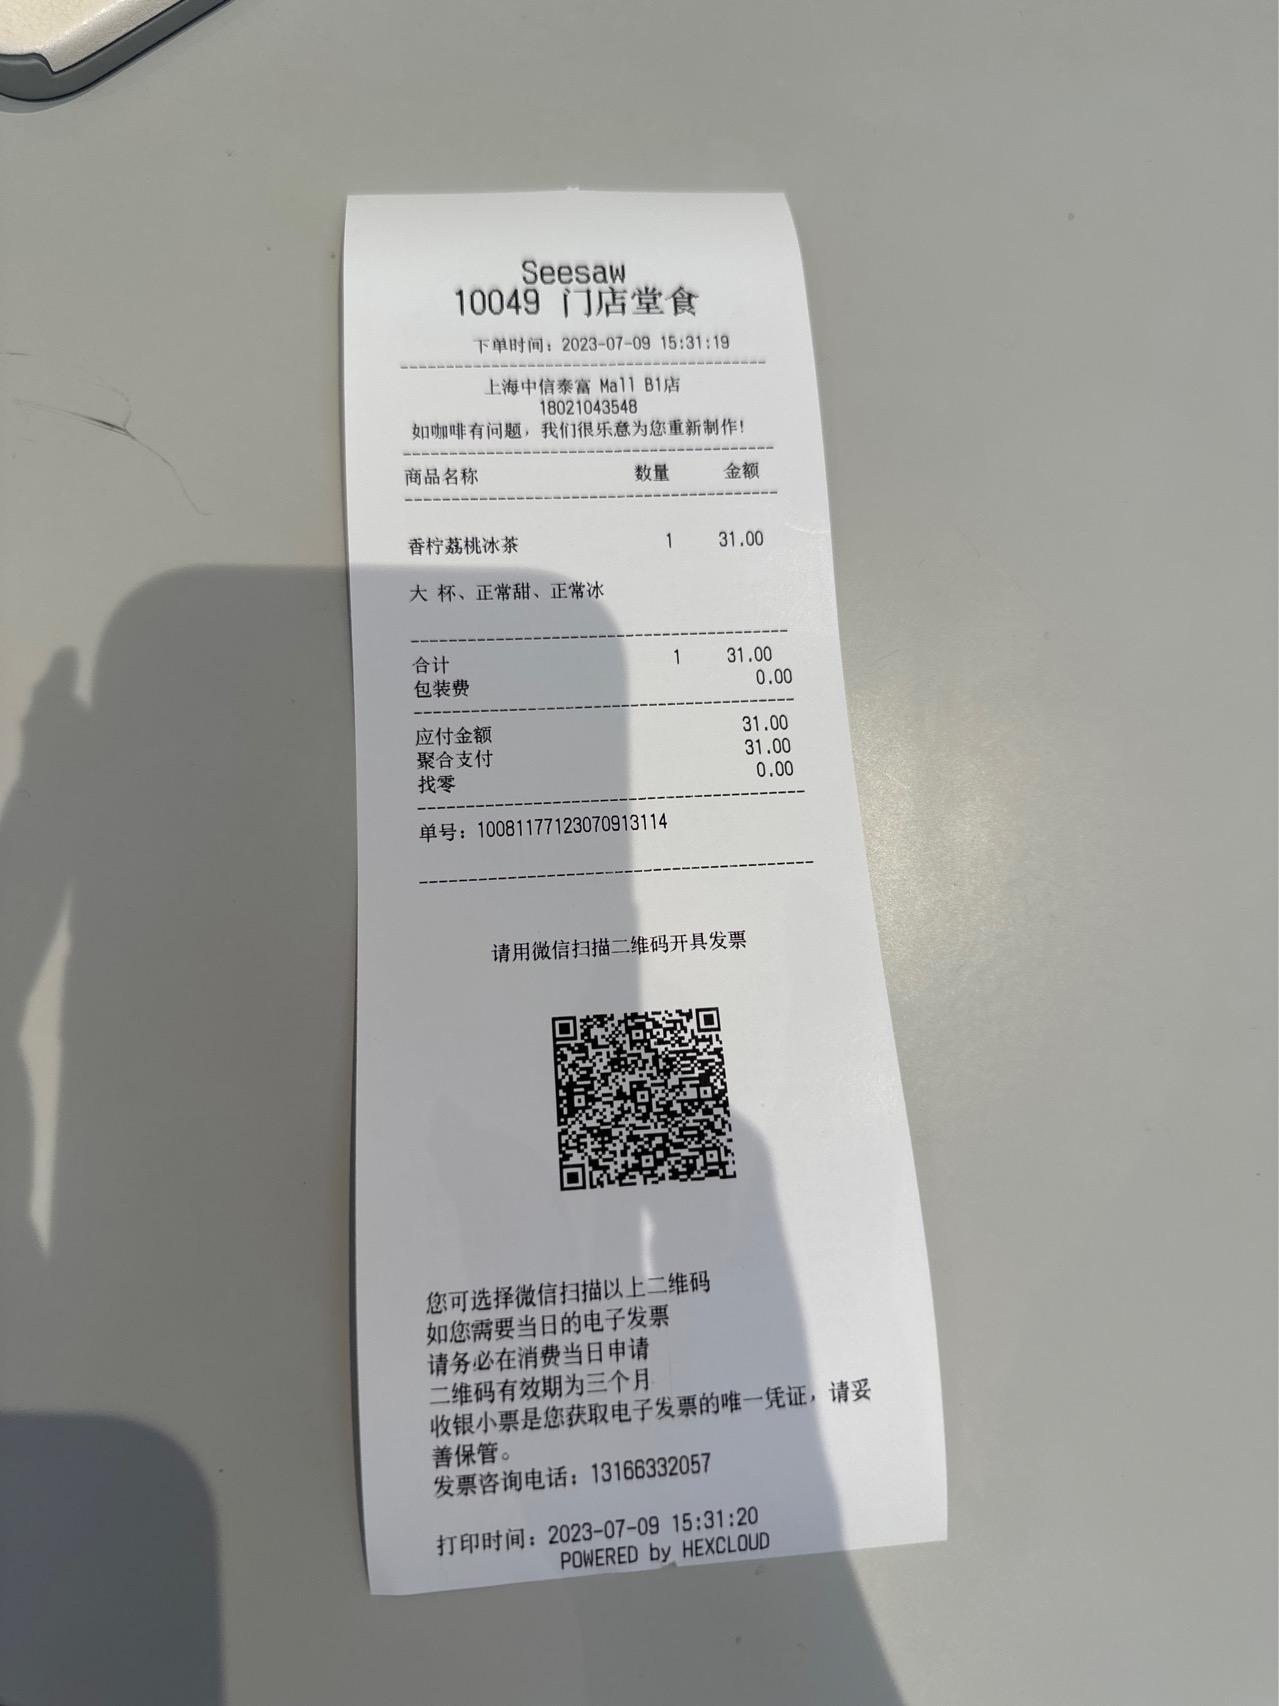 Seesaw
10049 门店堂食
下单时间：2023-07-09 15:31:19
上海中信泰富 Mall B1店
18021043548
如咖啡有问题，我们很乐意为您重新制作！
商品名称 数量 金额
香柠荔桃冰茶 1 31.00
大 杯、正常甜、正常冰
合计 1 31.00
包装费 0.00
应付金额 31.00
聚合支付 31.00
找零 0.00
单号：10081177123070913114
请用微信扫描二维码开具发票
您可选择微信扫描以上二维码
如您需要当日的电子发票
请务必在消费当日申请
二维码有效期为三个月
收银小票是您获取电子发票的唯一凭证，请妥
善保管。
发票咨询电话：13166332057
打印时间：2023-07-09 15:31:20
POWERED by HEXCLOUD